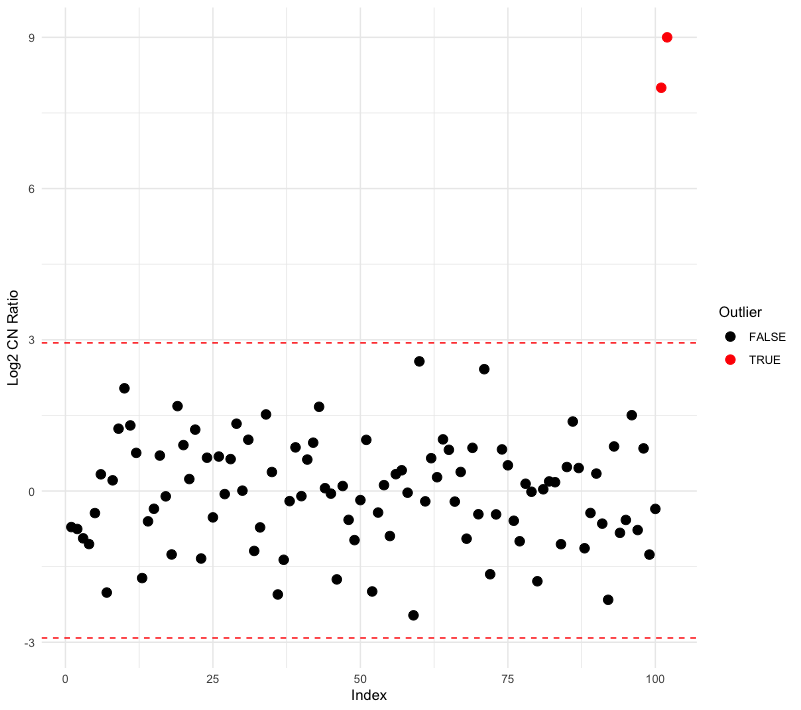 9
6
3
0
-3
Log2 CN Ratio
0 25 50 75 100
Index
Outlier
FALSE
TRUE